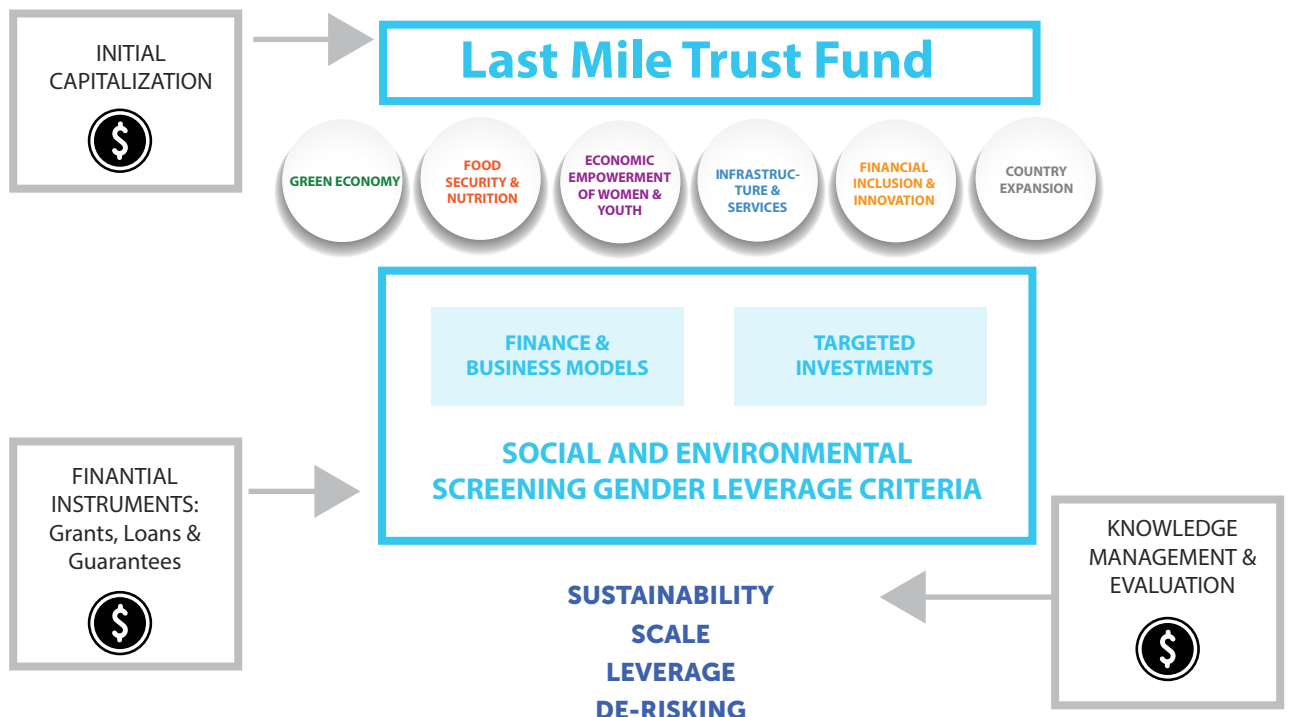 INITIAL
CAPITALIZATION
$
Last Mile Trust Fund
GREEN ECONOMY
FOOD
SECURITY &
NUTRITION
ECONOMIC
EMPOWERMENT
OF WOMEN &
YOUTH
INFRASTRUC-
TURE &
SERVICES
FINANCIAL
INCLUSION &
INNOVATION
COUNTRY
EXPANSION
FINANCE &
BUSINESS MODELS
TARGETED
INVESTMENTS
SOCIAL AND ENVIRONMENTAL
SCREENING GENDER LEVERAGE CRITERIA
FINANTIAL
INSTRUMENTS:
Grants, Loans &
Guarantees
$
KNOWLEDGE
MANAGEMENT &
EVALUATION
$
SUSTAINABILITY
SCALE
LEVERAGE
DE-RISKING